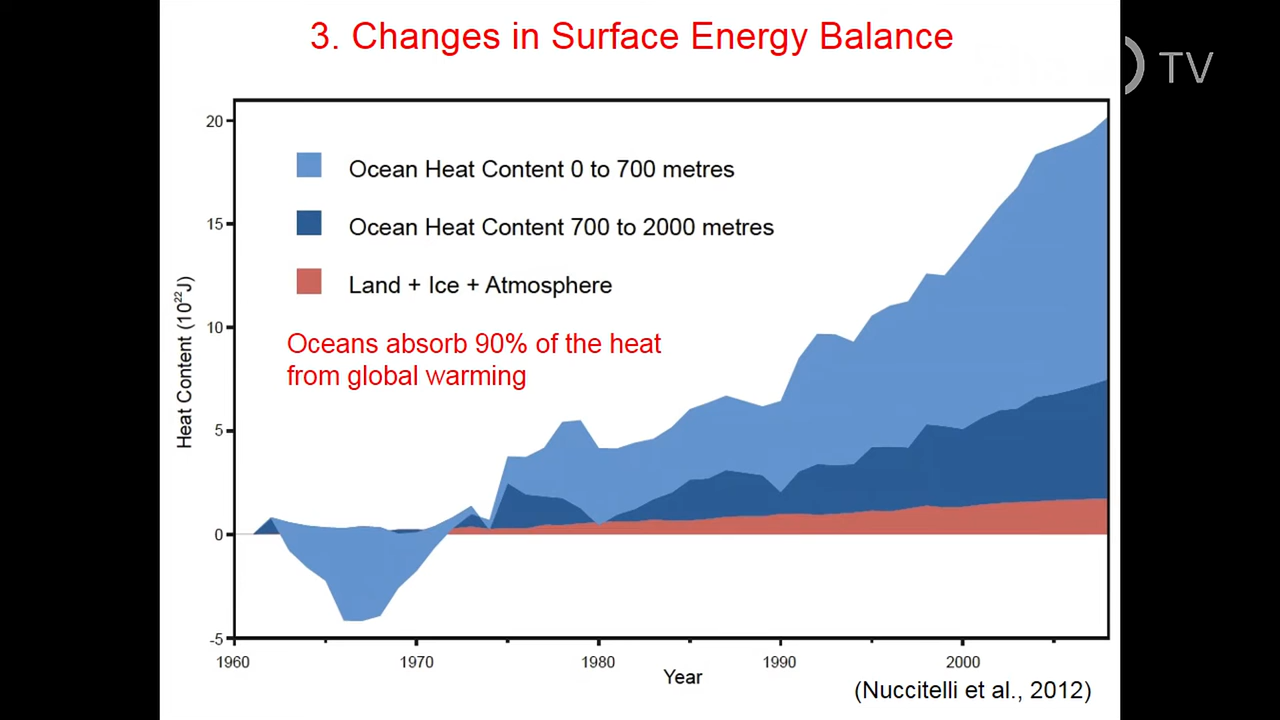 3. Changes in Surface Energy Balance
TV
20
15
10
5
0
-5
Heat Content (10²²J)
Ocean Heat Content 0 to 700 metres
Ocean Heat Content 700 to 2000 metres
Land + Ice + Atmosphere
Oceans absorb 90% of the heat
from global warming
1960
1970
1980
1990
2000
Year
(Nuccitelli et al., 2012)